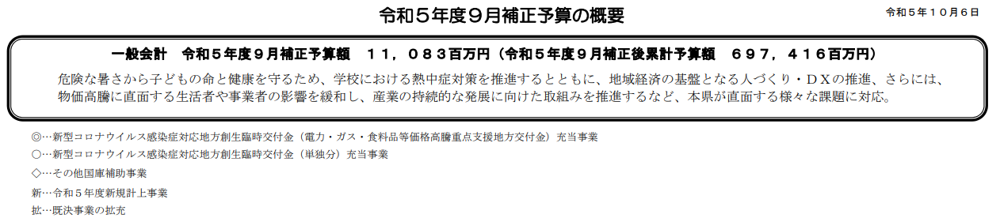 令和５年度９月補正予算の概要
令和５年１０月６日
一般会計　令和５年度９月補正予算額　１１，０８３百万円（令和５年度９月補正後累計予算額　６９７，４１６百万円）
危険な暑さから子どもの命と健康を守るため、学校における熱中症対策を推進するとともに、地域経済の基盤となる人づくり・ＤＸの推進、さらには、
物価高騰に直面する生活者や事業者の影響を緩和し、産業の持続的な発展に向けた取組みを推進するなど、本県が直面する様々な課題に対応。
◎…新型コロナウイルス感染症対応地方創生臨時交付金（電力・ガス・食料品等価格高騰重点支援地方交付金）充当事業
〇…新型コロナウイルス感染症対応地方創生臨時交付金（単独分）充当事業
◇…その他国庫補助事業
新…令和５年度新規計上事業
拡…既決事業の拡充